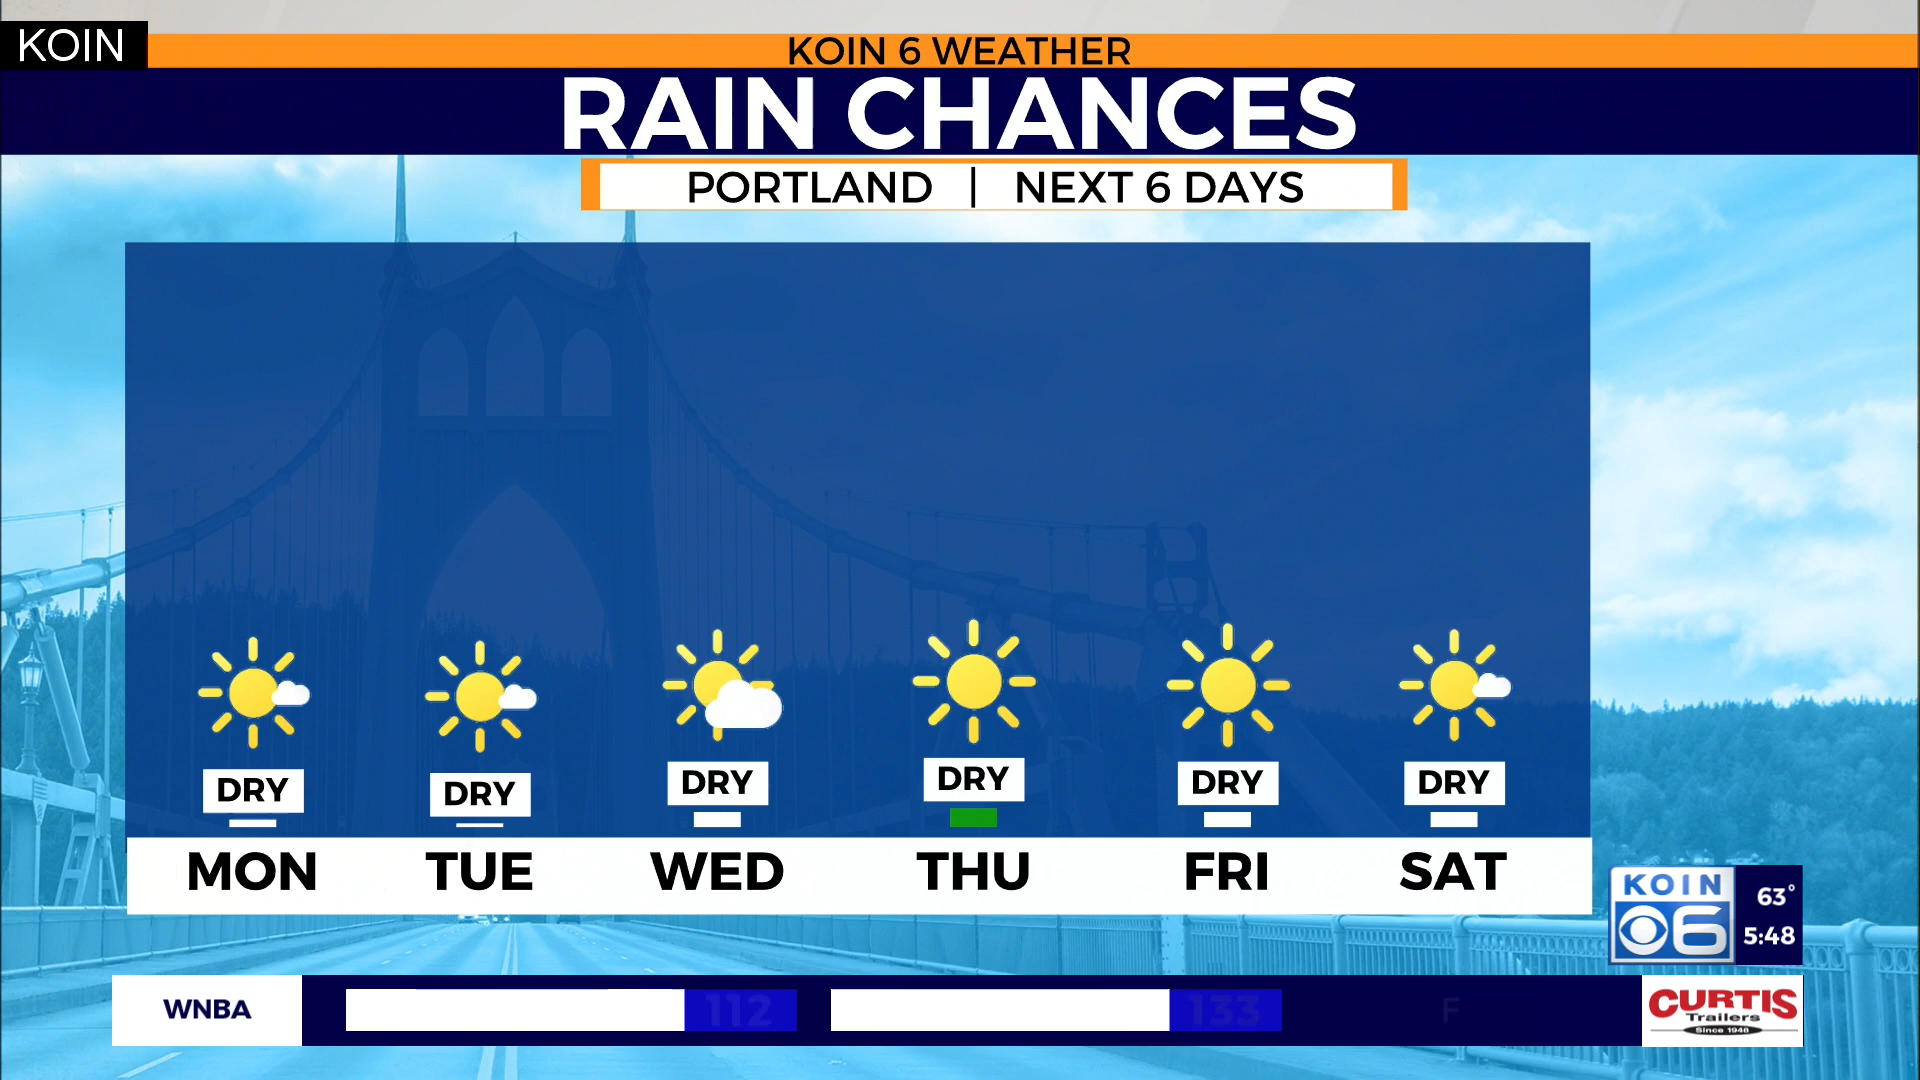 KOIN
KOIN 6 WEATHER
RAIN CHANCES
PORTLAND | NEXT 6 DAYS
DRY DRY DRY DRY DRY DRY
MON TUE WED THU FRI SAT
KOIN
6
63°
5:48
WNBA 112 133 F
CURTIS
Trailers
Since 1948